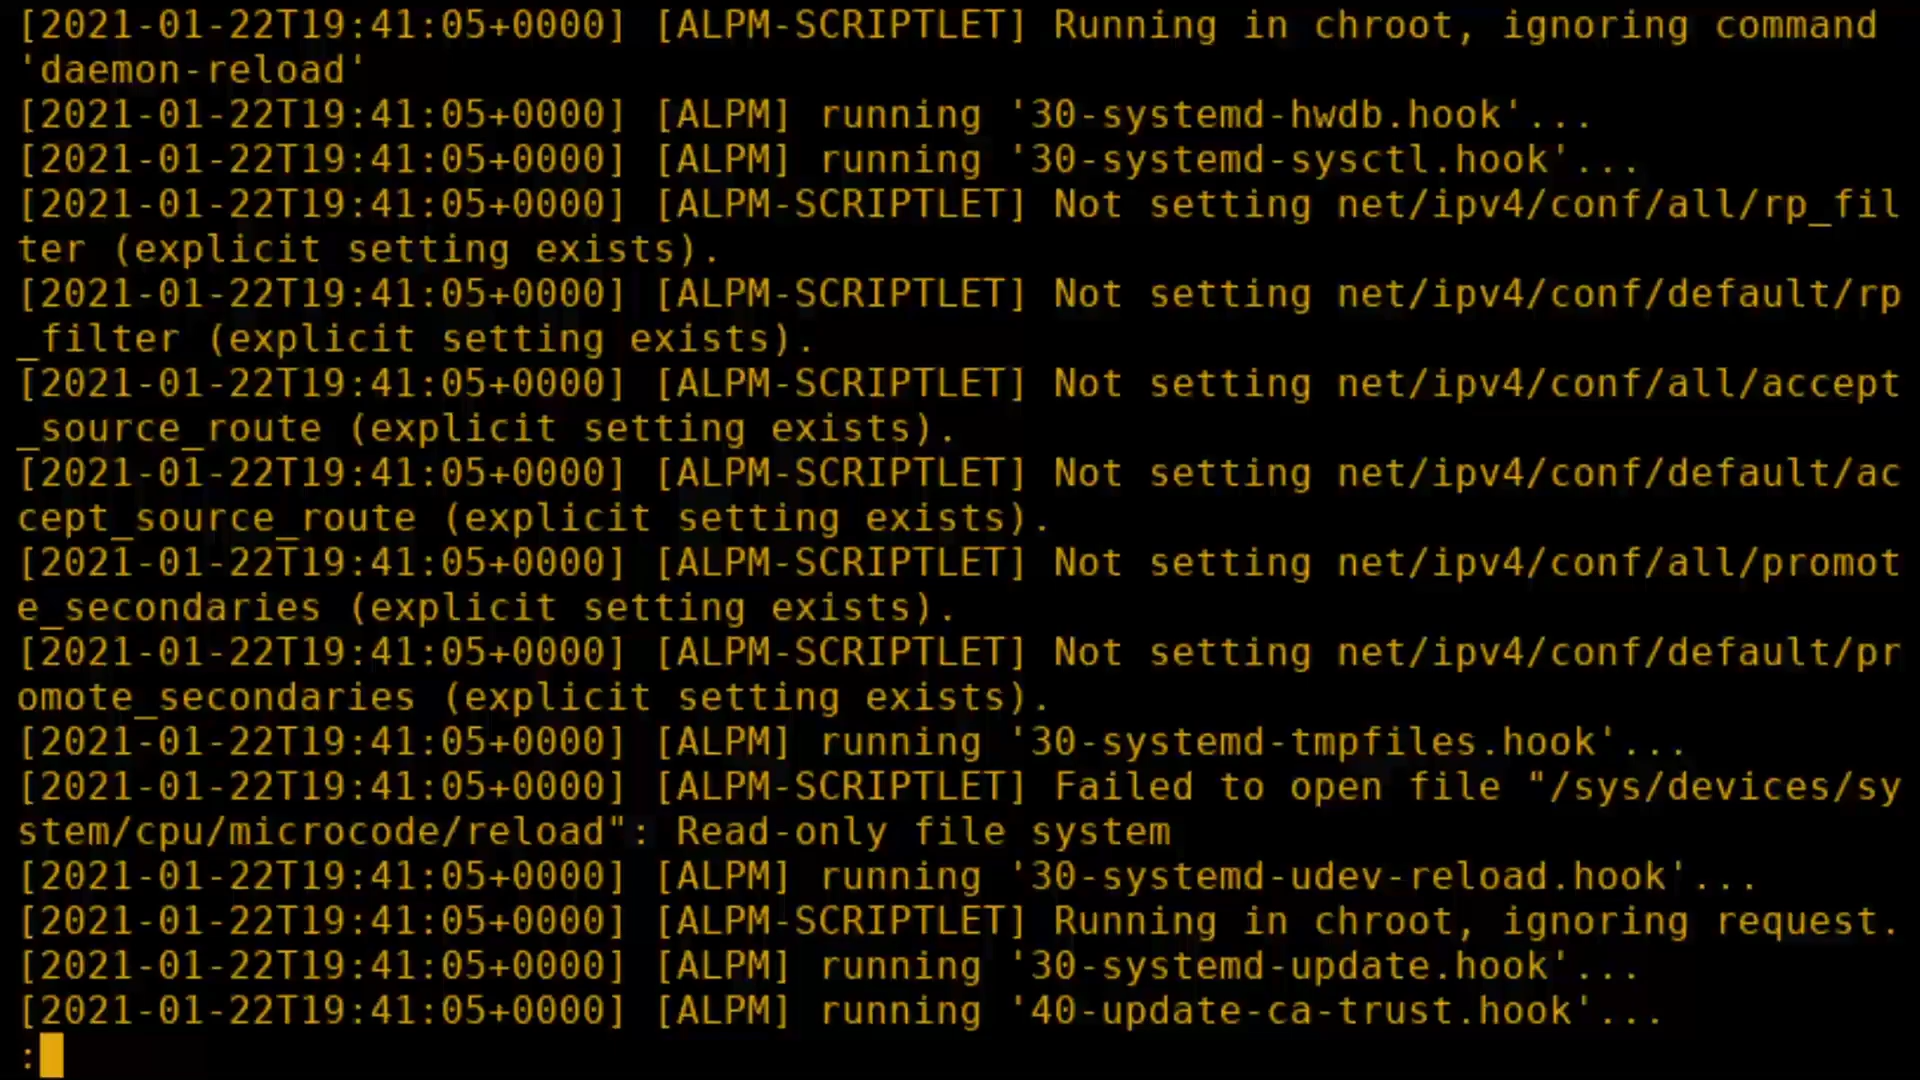 [2021-01-22T19:41:05+0000] [ALPM-SCRIPTLET] Running in chroot, ignoring command
'daemon-reload'
[2021-01-22T19:41:05+0000] [ALPM] running '30-systemd-hwdb.hook'...
[2021-01-22T19:41:05+0000] [ALPM] running '30-systemd-sysctl.hook'...
[2021-01-22T19:41:05+0000] [ALPM-SCRIPTLET] Not setting net/ipv4/conf/all/rp_fil
ter (explicit setting exists).
[2021-01-22T19:41:05+0000] [ALPM-SCRIPTLET] Not setting net/ipv4/conf/default/rp
_filter (explicit setting exists).
[2021-01-22T19:41:05+0000] [ALPM-SCRIPTLET] Not setting net/ipv4/conf/all/accept
_source_route (explicit setting exists).
[2021-01-22T19:41:05+0000] [ALPM-SCRIPTLET] Not setting net/ipv4/conf/default/ac
cept_source_route (explicit setting exists).
[2021-01-22T19:41:05+0000] [ALPM-SCRIPTLET] Not setting net/ipv4/conf/all/promot
e_secondaries (explicit setting exists).
[2021-01-22T19:41:05+0000] [ALPM-SCRIPTLET] Not setting net/ipv4/conf/default/pr
omote_secondaries (explicit setting exists).
[2021-01-22T19:41:05+0000] [ALPM] running '30-systemd-tmpfiles.hook'...
[2021-01-22T19:41:05+0000] [ALPM-SCRIPTLET] Failed to open file "/sys/devices/sy
stem/cpu/microcode/reload": Read-only file system
[2021-01-22T19:41:05+0000] [ALPM] running '30-systemd-udev-reload.hook'...
[2021-01-22T19:41:05+0000] [ALPM-SCRIPTLET] Running in chroot, ignoring request.
[2021-01-22T19:41:05+0000] [ALPM] running '30-systemd-update.hook'...
[2021-01-22T19:41:05+0000] [ALPM] running '40-update-ca-trust.hook'...
: